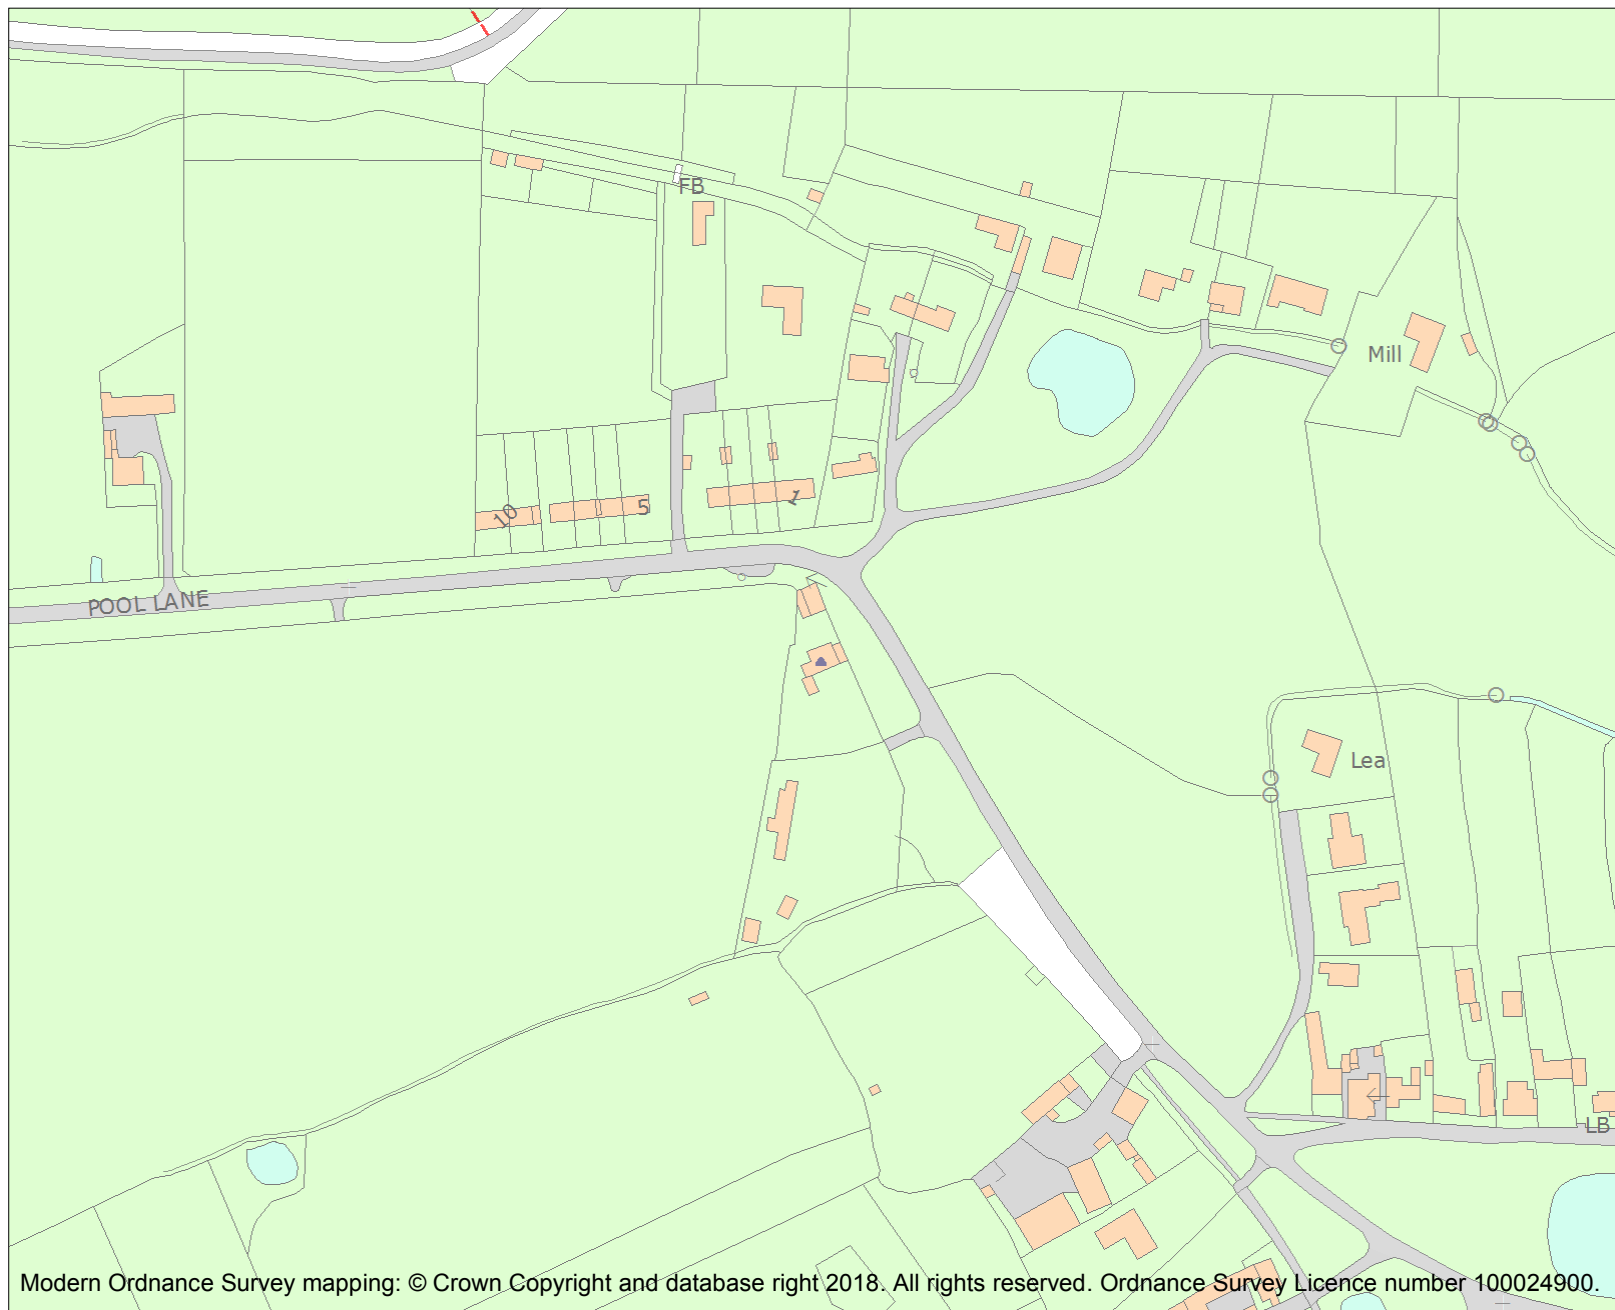 FB
Mill
10
5
1
POOL LANE
Lea
LB
Modern Ordnance Survey mapping: © Crown Copyright and database right 2018. All rights reserved. Ordnance Survey Licence number 100024900.